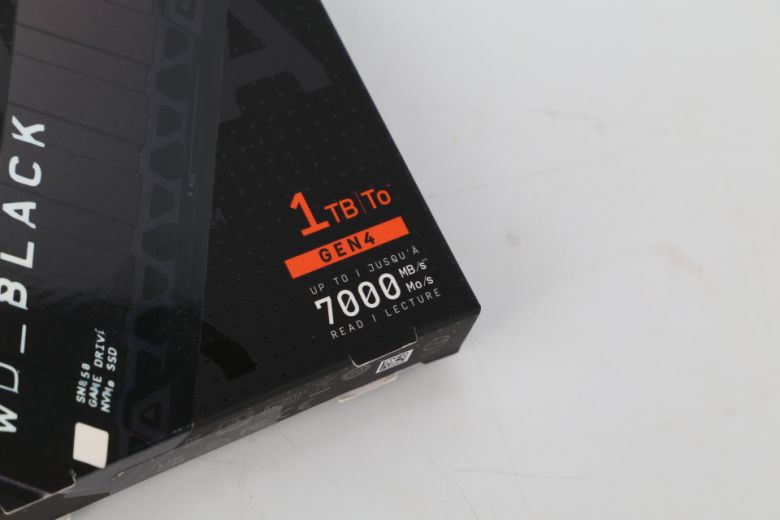 WD_BLACK
SN850
GAME DRIVE
NVMe SSD
1TB|To
GEN4
UP TO | JUSQU'À
7000 MB/s
Mo/s
READ | LECTURE